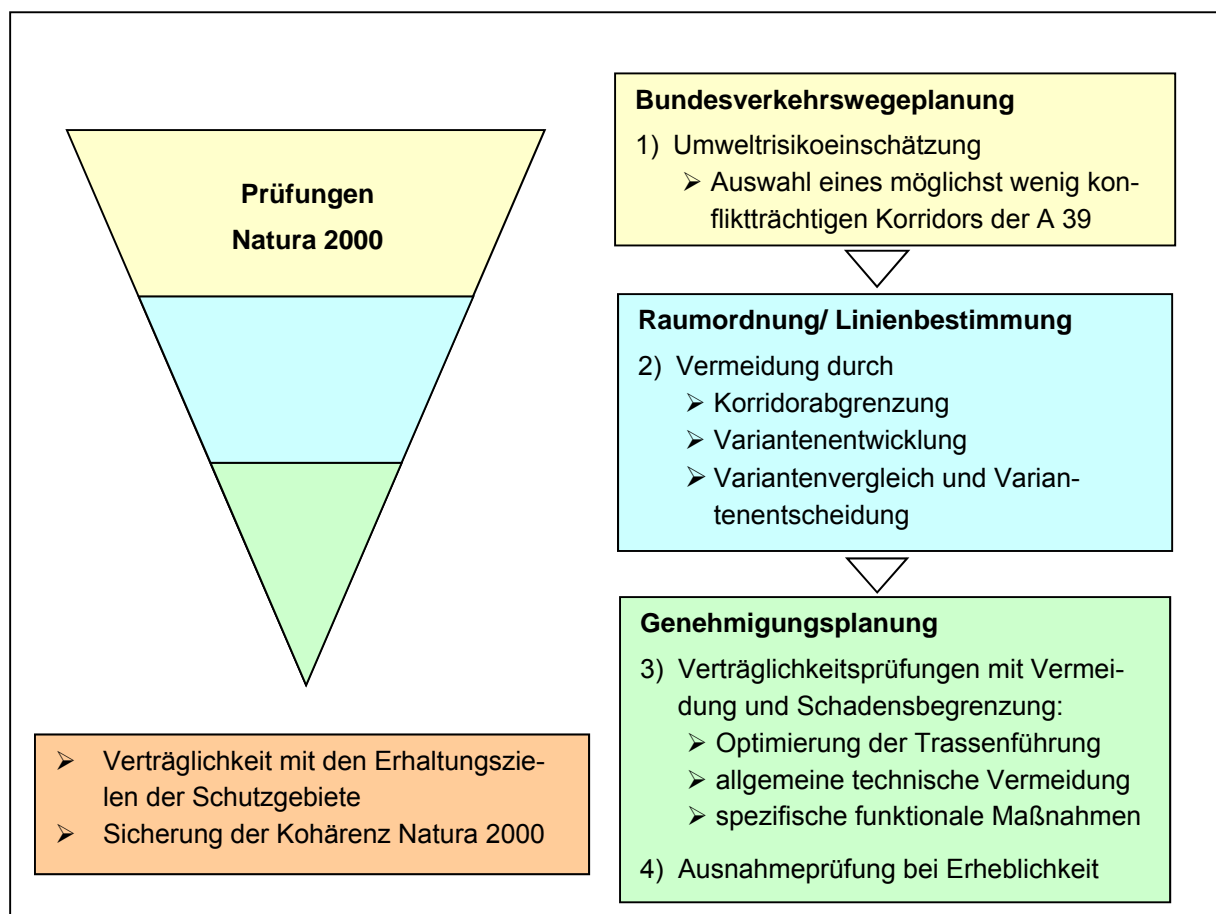 Prüfungen
Natura 2000
Bundesverkehrswegeplanung
1) Umweltrisikoeinschätzung
➢ Auswahl eines möglichst wenig kon-
fliktträchtigen Korridors der A 39
Raumordnung/ Linienbestimmung
2) Vermeidung durch
➢ Korridorabgrenzung
➢ Variantenentwicklung
➢ Variantenvergleich und Varian-
tenentscheidung
Genehmigungsplanung
3) Verträglichkeitsprüfungen mit Vermei-
dung und Schadensbegrenzung:
➢ Optimierung der Trassenführung
➢ allgemeine technische Vermeidung
➢ spezifische funktionale Maßnahmen
4) Ausnahmeprüfung bei Erheblichkeit
➢ Verträglichkeit mit den Erhaltungszie-
len der Schutzgebiete
➢ Sicherung der Kohärenz Natura 2000